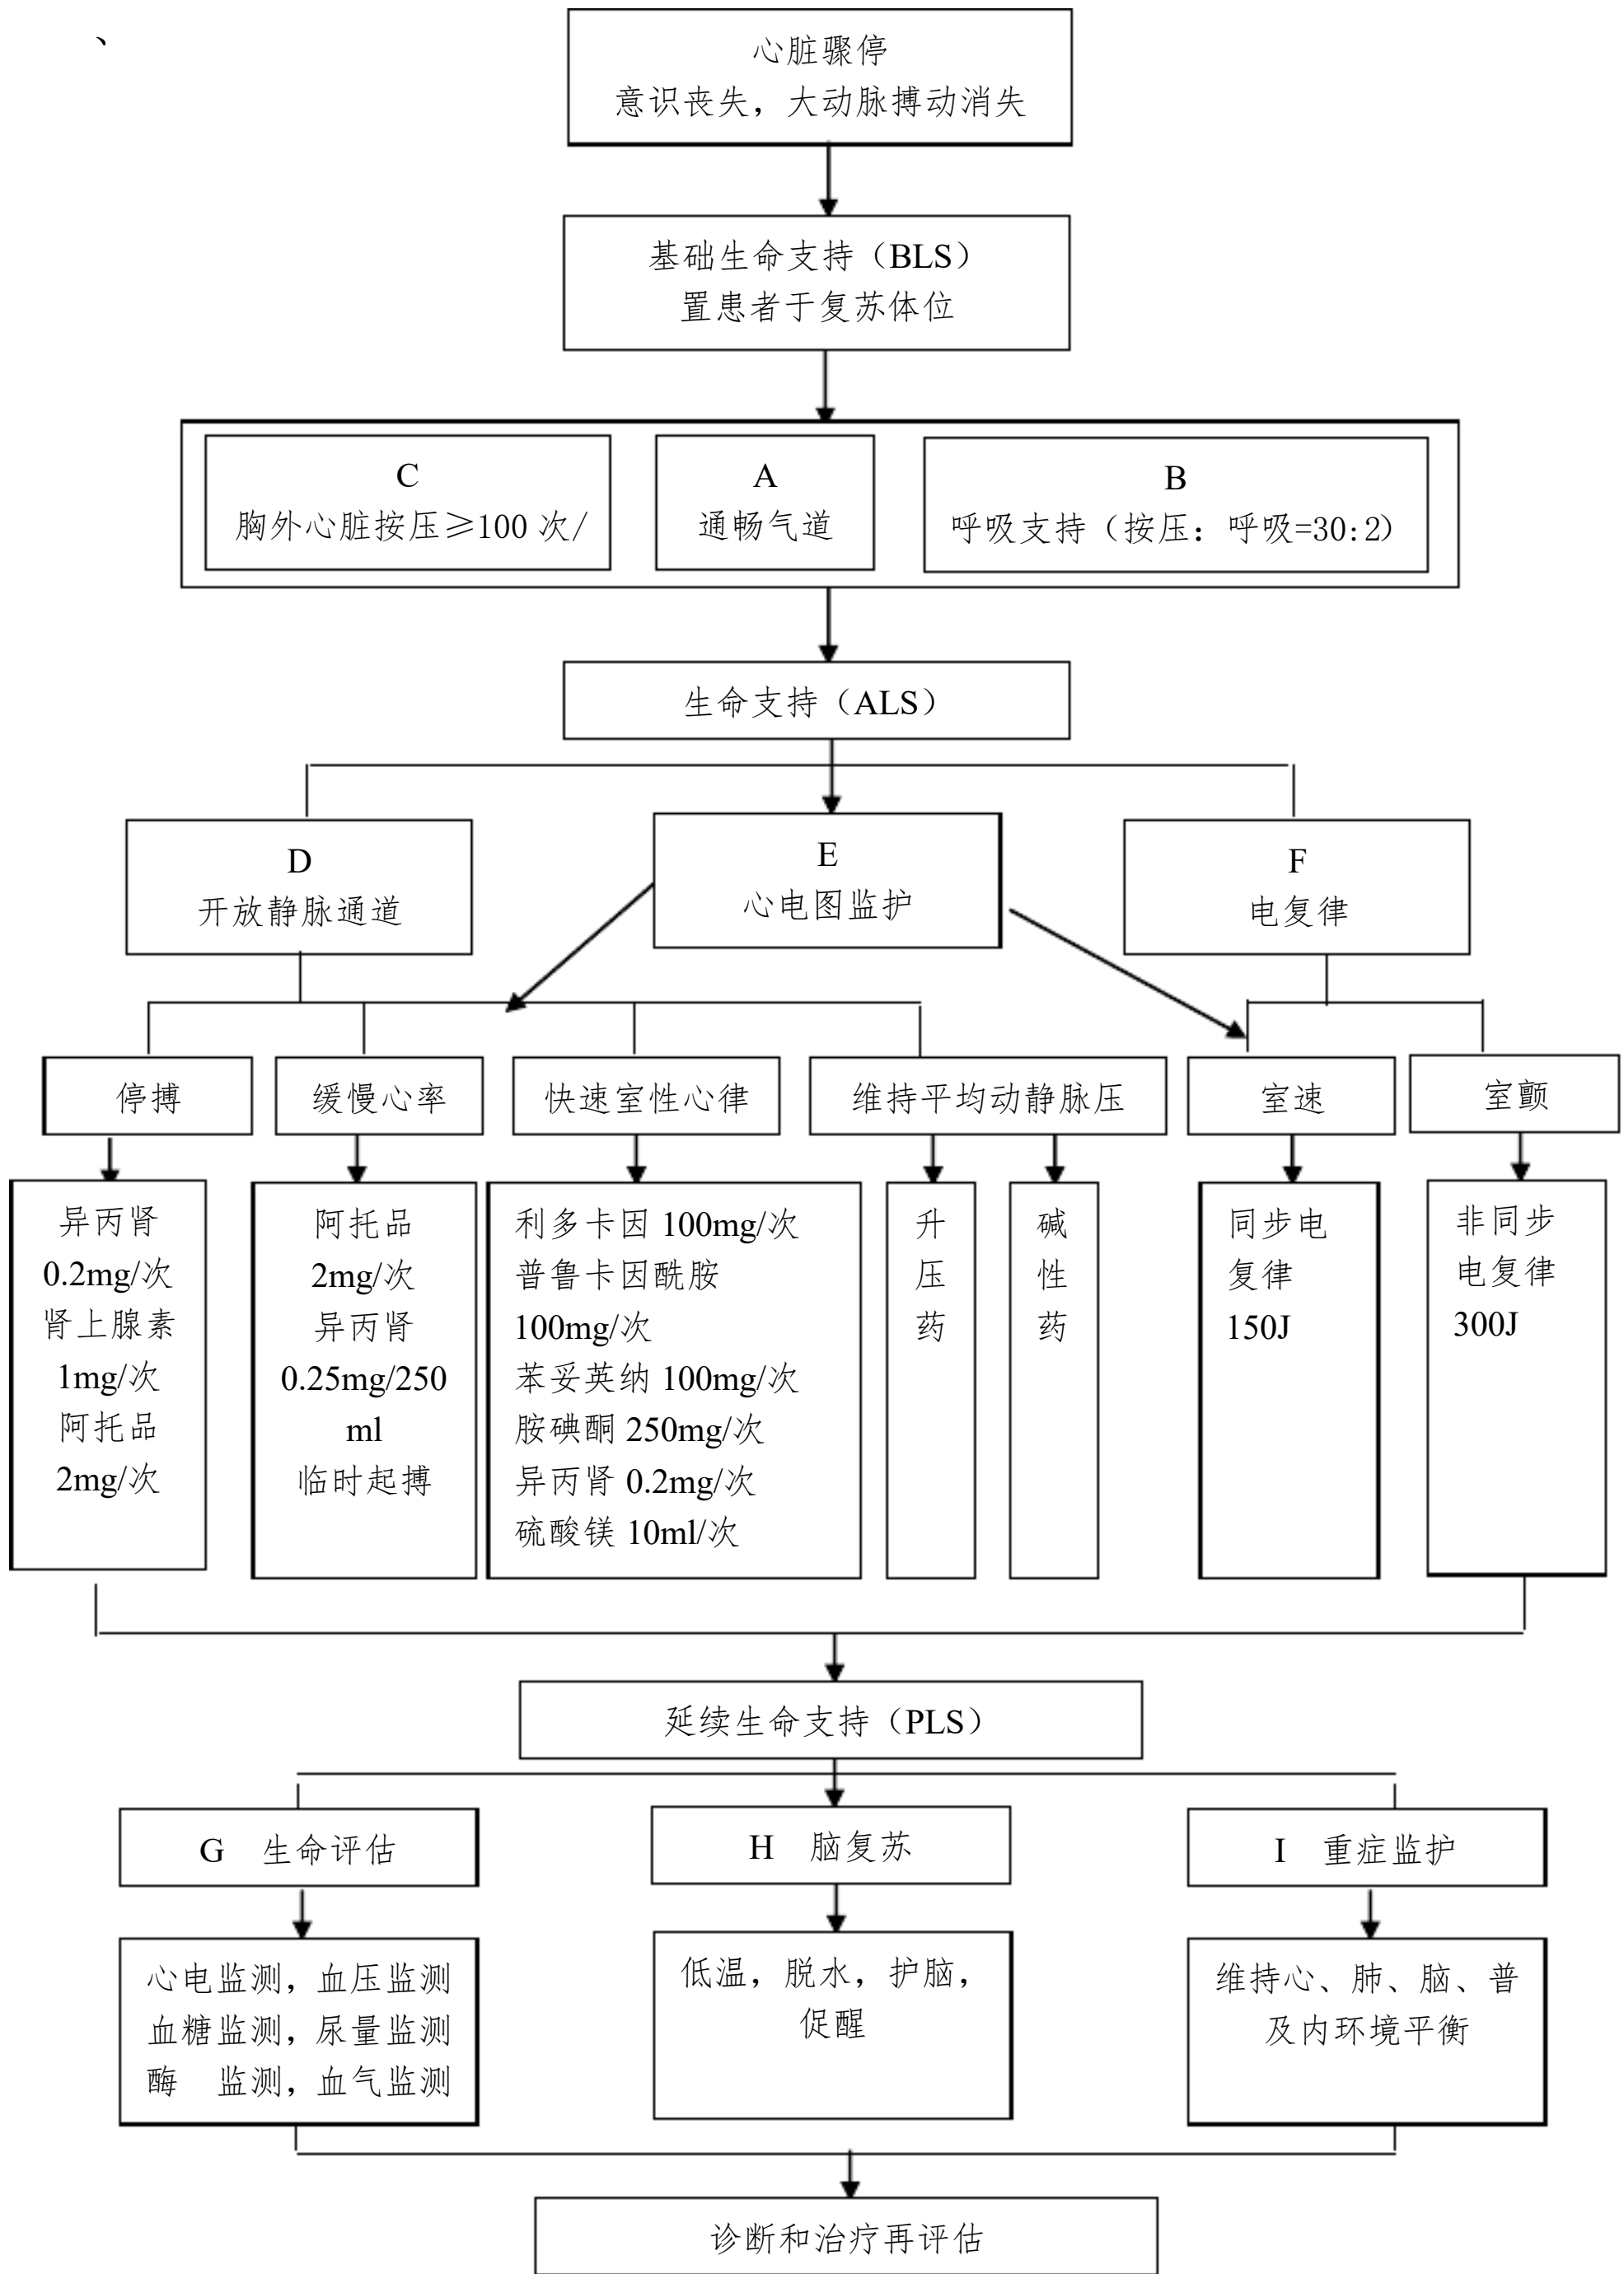 、
心脏骤停
意识丧失，大动脉搏动消失
基础生命支持（BLS）
置患者于复苏体位
C
胸外心脏按压≥100 次/
A
通畅气道
B
呼吸支持（按压：呼吸=30:2）
生命支持（ALS）
D
开放静脉通道
E
心电图监护
F
电复律
停搏
缓慢心率
快速室性心律
维持平均动静脉压
室速
室颤
异丙肾
0.2mg/次
肾上腺素
1mg/次
阿托品
2mg/次
阿托品
2mg/次
异丙肾
0.25mg/250
ml
临时起搏
利多卡因 100mg/次
普鲁卡因酰胺
100mg/次
苯妥英纳 100mg/次
胺碘酮 250mg/次
异丙肾 0.2mg/次
硫酸镁 10ml/次
升
压
药
碱
性
药
同步电
复律
150J
非同步
电复律
300J
延续生命支持（PLS）
G 生命评估
H 脑复苏
I 重症监护
心电监测，血压监测
血糖监测，尿量监测
酶 监测，血气监测
低温，脱水，护脑，
促醒
维持心、肺、脑、普
及内环境平衡
诊断和治疗再评估